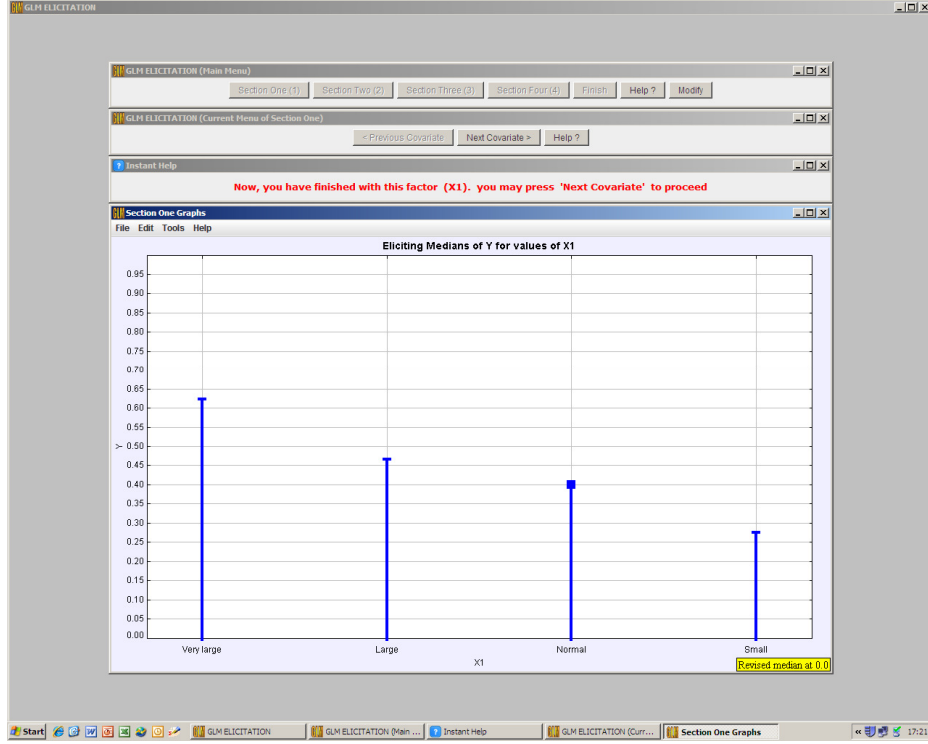 GLM ELICITATION
GLM ELICITATION (Main Menu)
Section One (1) Section Two (2) Section Three (3) Section Four (4) Finish Help ? Modify
GLM ELICITATION (Current Menu of Section One)
< Previous Covariate Next Covariate > Help ?
? Instant Help
Now, you have finished with this factor (X1). you may press 'Next Covariate' to proceed
GLM Section One Graphs
File Edit Tools Help
Eliciting Medians of Y for values of X1
0.95
0.90
0.85
0.80
0.75
0.70
0.65
0.60
0.55
Y 0.50
0.45
0.40
0.35
0.30
0.25
0.20
0.15
0.10
0.05
0.00
Very large Large Normal Small
X1
Revised median at 0.0
Start GLM ELICITATION GLM ELICITATION (Main ... Instant Help GLM ELICITATION (Curr... Section One Graphs 17:21